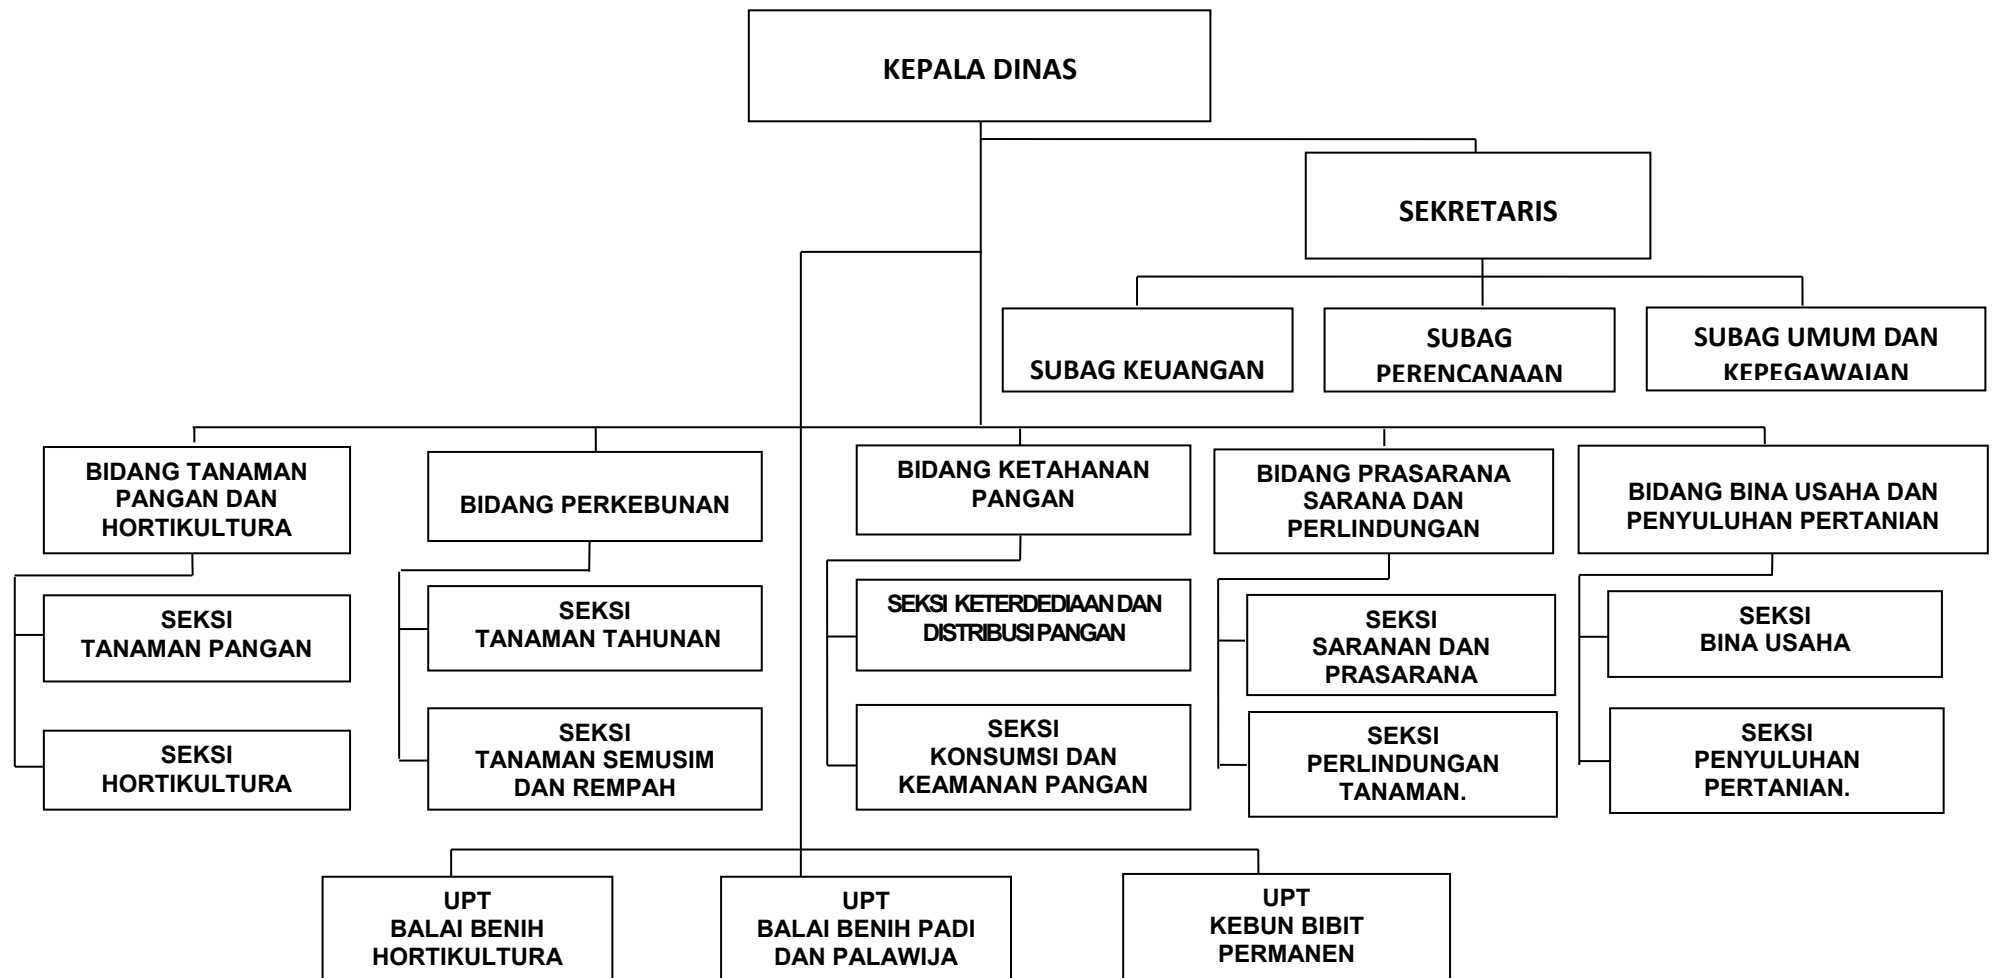 KEPALA DINAS
SEKRETARIS
SUBAG KEUANGAN
SUBAG
PERENCANAAN
SUBAG UMUM DAN
KEPEGAWAIAN
BIDANG TANAMAN
PANGAN DAN
HORTIKULTURA
BIDANG PERKEBUNAN
BIDANG KETAHANAN
PANGAN
BIDANG PRASARANA
SARANA DAN
PERLINDUNGAN
BIDANG BINA USAHA DAN
PENYULUHAN PERTANIAN
SEKSI
TANAMAN PANGAN
SEKSI
TANAMAN TAHUNAN
SEKSI KETERDEDIAAN DAN
DISTRIBUSI PANGAN
SEKSI
SARANAN DAN
PRASARANA
SEKSI
BINA USAHA
SEKSI
HORTIKULTURA
SEKSI
TANAMAN SEMUSIM
DAN REMPAH
SEKSI
KONSUMSI DAN
KEAMANAN PANGAN
SEKSI
PERLINDUNGAN
TANAMAN.
SEKSI
PENYULUHAN
PERTANIAN.
UPT
BALAI BENIH
HORTIKULTURA
UPT
BALAI BENIH PADI
DAN PALAWIJA
UPT
KEBUN BIBIT
PERMANEN